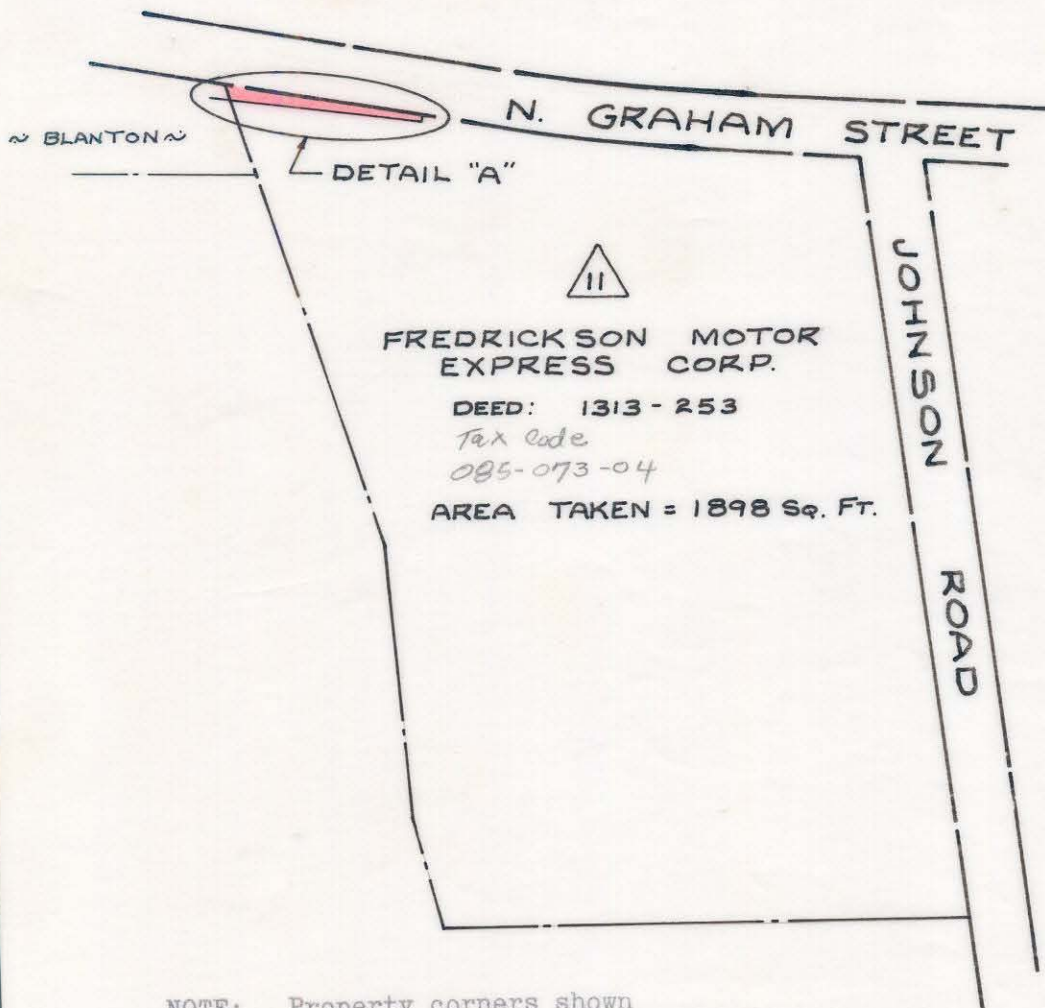 N. GRAHAM STREET
~ BLANTON ~
DETAIL "A"
11
FREDRICKSON MOTOR
EXPRESS CORP.
DEED: 1313-253
Tax Code
085-073-04
AREA TAKEN = 1898 SQ. FT.
JOHNSON ROAD
NOTE: Property corners shown